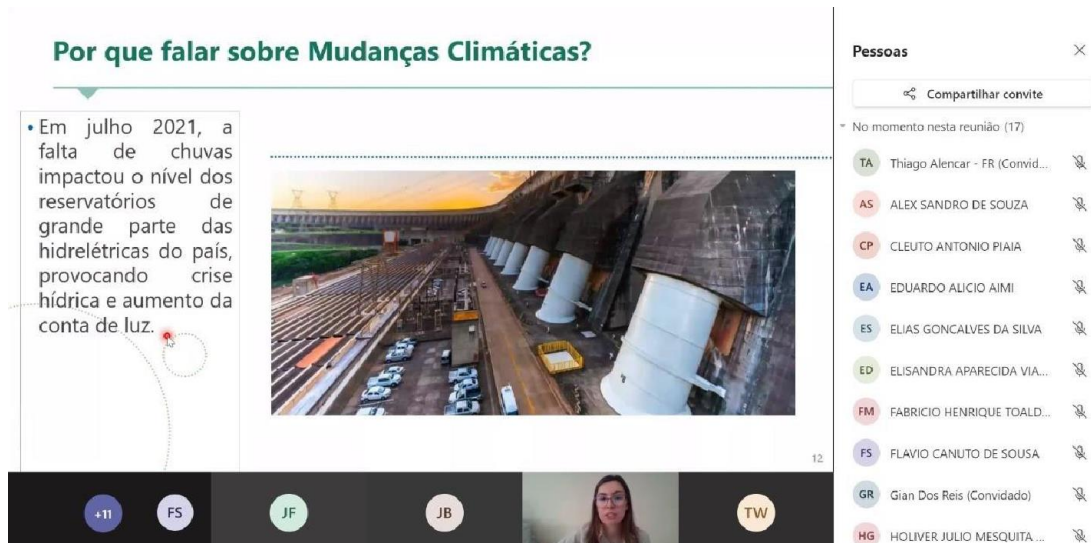 Por que falar sobre Mudanças Climáticas?
• Em julho 2021, a
falta de chuvas
impactou o nível dos
reservatórios de
grande parte das
hidrelétricas do país,
provocando crise
hídrica e aumento da
conta de luz.
12
+11
FS
JF
JB
TW
Pessoas
Compartilhar convite
No momento nesta reunião (17)
TA Thiago Alencar - FR (Convid...
AS ALEX SANDRO DE SOUZA
CP CLEUTO ANTONIO PIAIA
EA EDUARDO ALICIO AIMI
ES ELIAS GONCALVES DA SILVA
ED ELISANDRA APARECIDA VIA...
FM FABRICIO HENRIQUE TOALD...
FS FLAVIO CANUTO DE SOUSA
GR Gian Dos Reis (Convidado)
HG HOLIVER JULIO MESQUITA ...